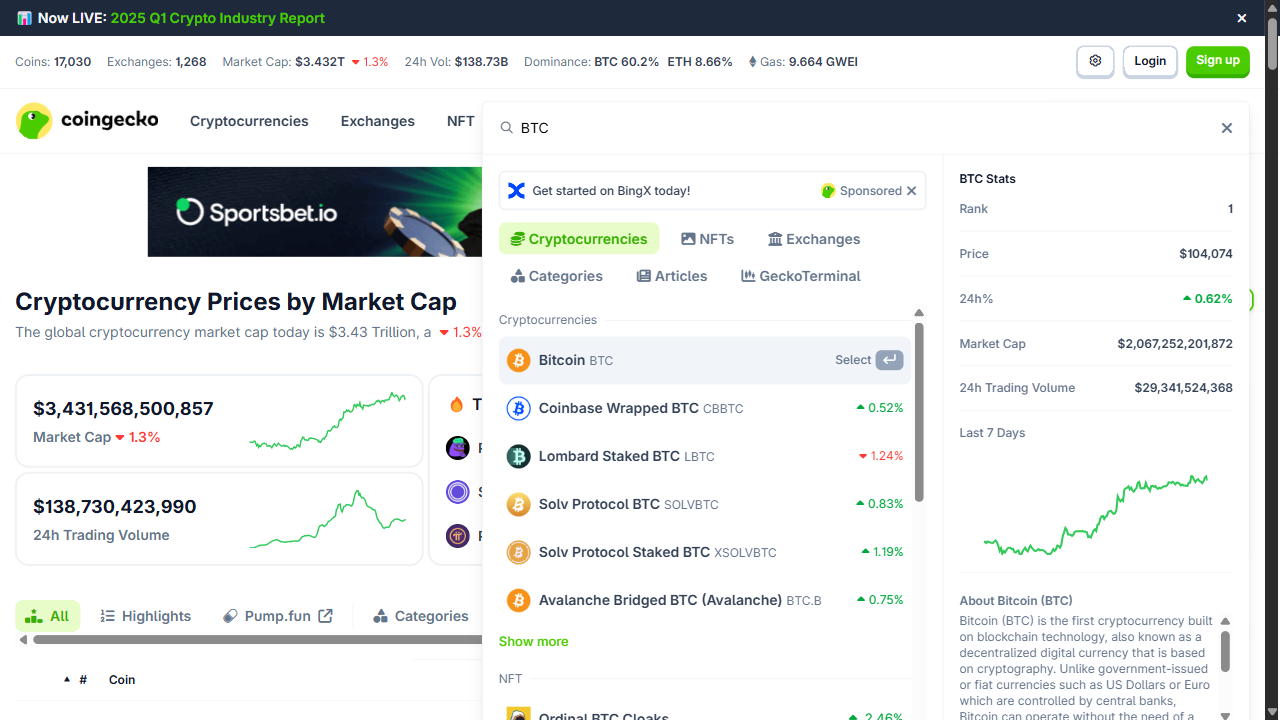 Now LIVE: 2025 Q1 Crypto Industry Report
Coins: 17,030 Exchanges: 1,268 Market Cap: $3.432T 1.3% 24h Vol: $138.73B Dominance: BTC 60.2% ETH 8.66% Gas: 9.664 GWEI
Login
Sign up
coingecko
Cryptocurrencies
Exchanges
NFT
BTC
Sportsbet.io
Get started on BingX today!
Sponsored
Cryptocurrencies
NFTs
Exchanges
Categories
Articles
GeckoTerminal
Cryptocurrency Prices by Market Cap
The global cryptocurrency market cap today is $3.43 Trillion, a 1.3%
$3,431,568,500,857
Market Cap 1.3%
$138,730,423,990
24h Trading Volume
All
Highlights
Pump.fun
Categories
# Coin
Cryptocurrencies
Bitcoin BTC Select
Coinbase Wrapped BTC CBBTC 0.52%
Lombard Staked BTC LBTC 1.24%
Solv Protocol BTC SOLVBTC 0.83%
Solv Protocol Staked BTC XSOLVBTC 1.19%
Avalanche Bridged BTC (Avalanche) BTC.B 0.75%
Show more
NFT
Ordinal BTC Cloaks 2.46%
BTC Stats
Rank 1
Price $104,074
24h% 0.62%
Market Cap $2,067,252,201,872
24h Trading Volume $29,341,524,368
Last 7 Days
About Bitcoin (BTC)
Bitcoin (BTC) is the first cryptocurrency built
on blockchain technology, also known as a
decentralized digital currency that is based
on cryptography. Unlike government-issued
or fiat currencies such as US Dollars or Euro
which are controlled by central banks,
Bitcoin can operate without the need of a